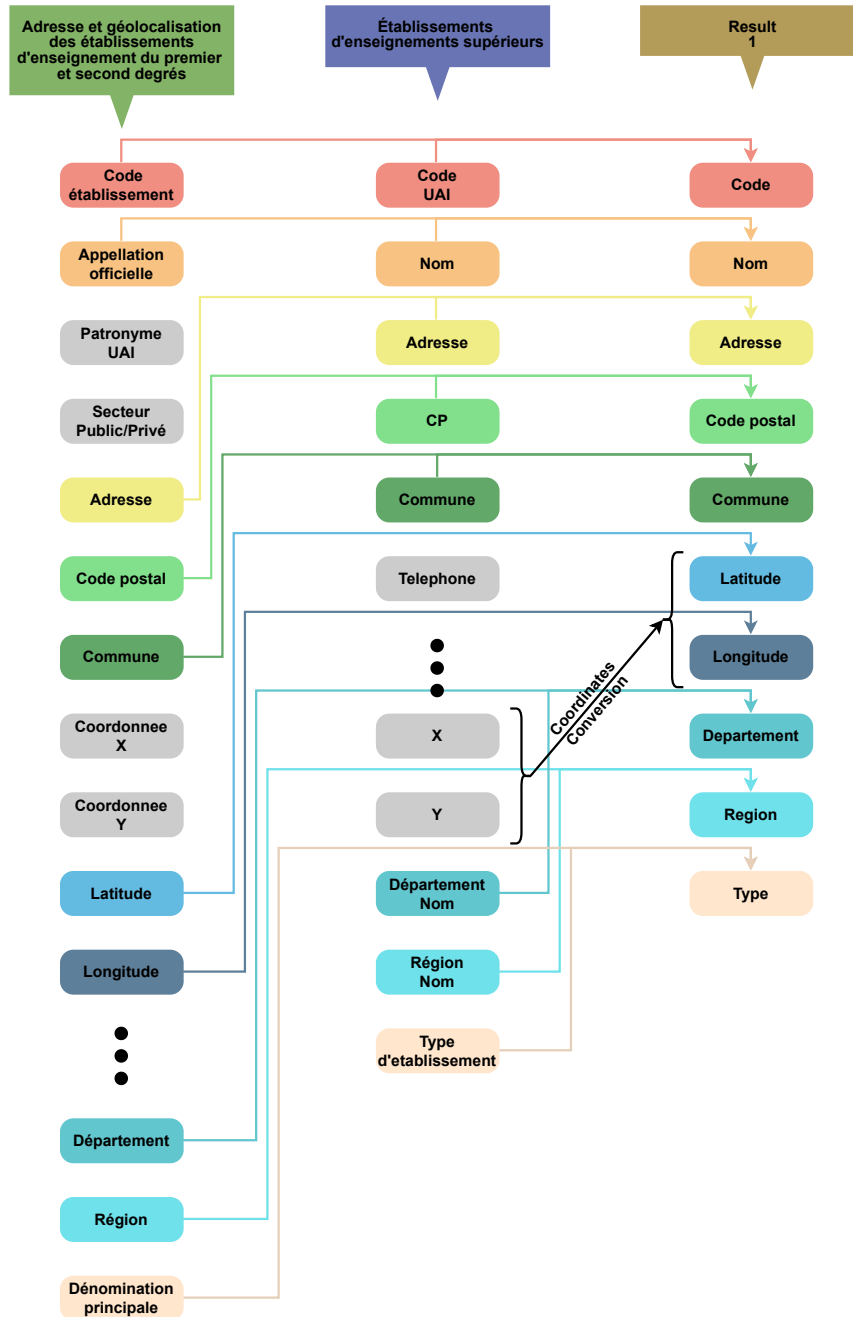 Adresse et géolocalisation
des établissements
d'enseignement du premier
et second degrés
Établissements
d'enseignements supérieurs
Result
1
Code
établissement
Code
UAI
Code
Appellation
officielle
Nom
Nom
Patronyme
UAI
Adresse
Adresse
Secteur
Public/Privé
CP
Code postal
Adresse
Commune
Commune
Code postal
Telephone
Latitude
Commune
Longitude
Coordinates
Conversion
Coordonnee
X
X
Departement
Coordonnee
Y
Y
Region
Latitude
Département
Nom
Type
Longitude
Région
Nom
Type
d'etablissement
Département
Région
Dénomination
principale